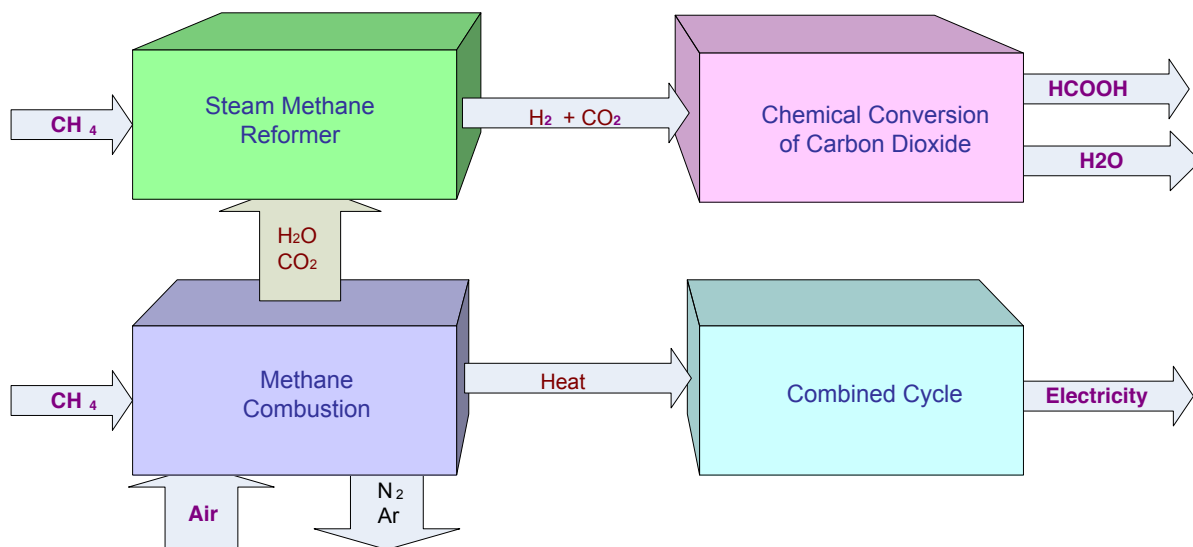 CH 4
Steam Methane
Reformer
H2 + CO2
Chemical Conversion
of Carbon Dioxide
HCOOH
H2O
H2O
CO2
CH 4
Methane
Combustion
Heat
Combined Cycle
Electricity
Air
N 2
Ar